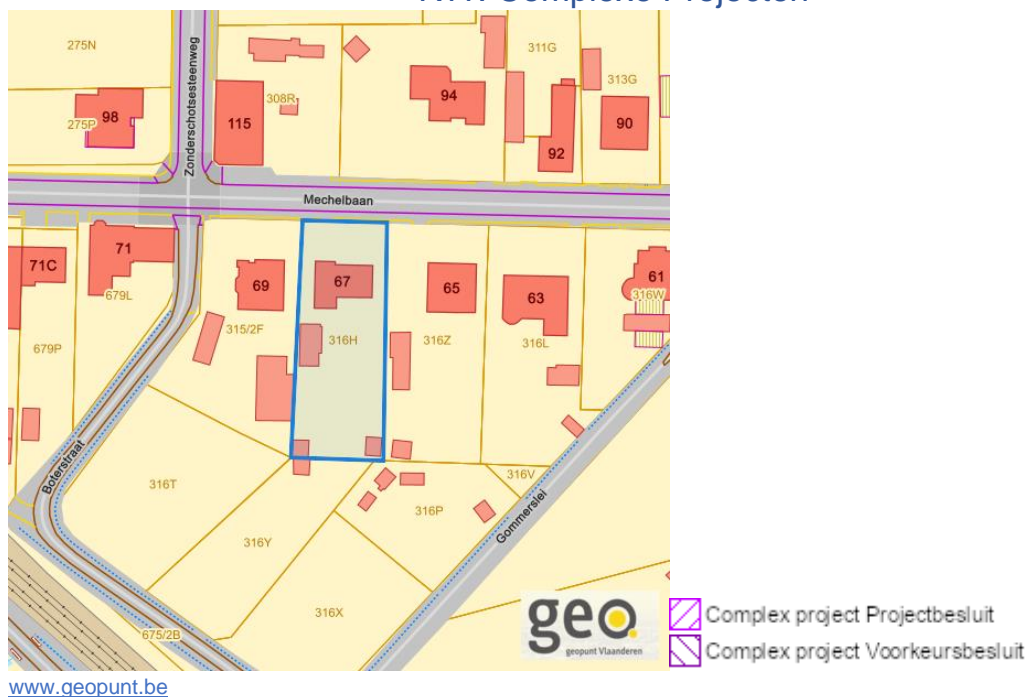 Complexe Projecten
275N
311G
313G
308R
94
98
275P
115
92
90
Zonderschotsesteenweg
Mechelbaan
71
71C
679L
69
67
65
63
61
316W
315/2F
316H
316Z
316L
679P
Boterstraat
316T
316V
316P
Gommerslei
316Y
316X
675/2B
geo
geopunt Vlaanderen
Complex project Projectbesluit
Complex project Voorkeursbesluit
www.geopunt.be